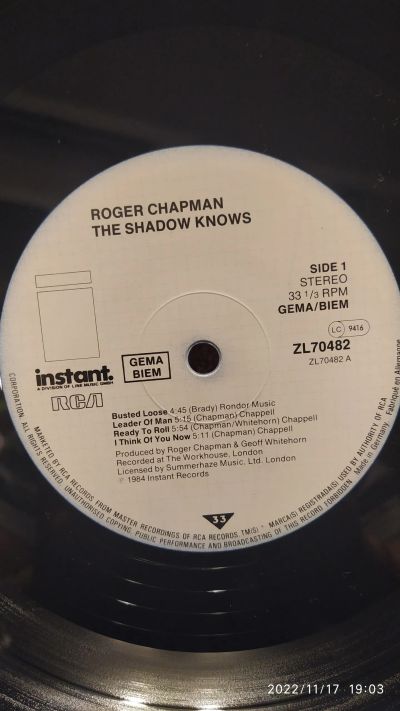 ROGER CHAPMAN
THE SHADOW KNOWS
SIDE 1
STEREO
33 1/3 RPM
GEMA/BIEM
LC 9416
ZL70482
ZL70482 A
instant.
A DIVISION OF LINE MUSIC GMBH
RCA
GEMA
BIEM
Busted Loose 4:45 (Brady) Rondor Music
Leader Of Man 5:15 (Chapman) Chappell
Ready To Roll 5:54 (Chapman/Whitehorn) Chappell
I Think Of You Now 5:11 (Chapman) Chappell
Produced by Roger Chapman & Geoff Whitehorn
Recorded at The Workhouse, London
Licensed by Summerhaze Music. Ltd. London
℗ 1984 Instant Records
33
MARKETED BY RCA RECORDS FROM MASTER RECORDINGS OF RCA RECORDS TM(S) ® MARCA(S) REGISTRADA(S) USED BY AUTHORITY OF RCA
CORPORATION. ALL RIGHTS RESERVED. UNAUTHORISED COPYING. PUBLIC PERFORMANCE AND BROADCASTING OF THIS RECORD FORBIDDEN. Made in Germany. Fabriqué en Allemagne
2022/11/17 19:03